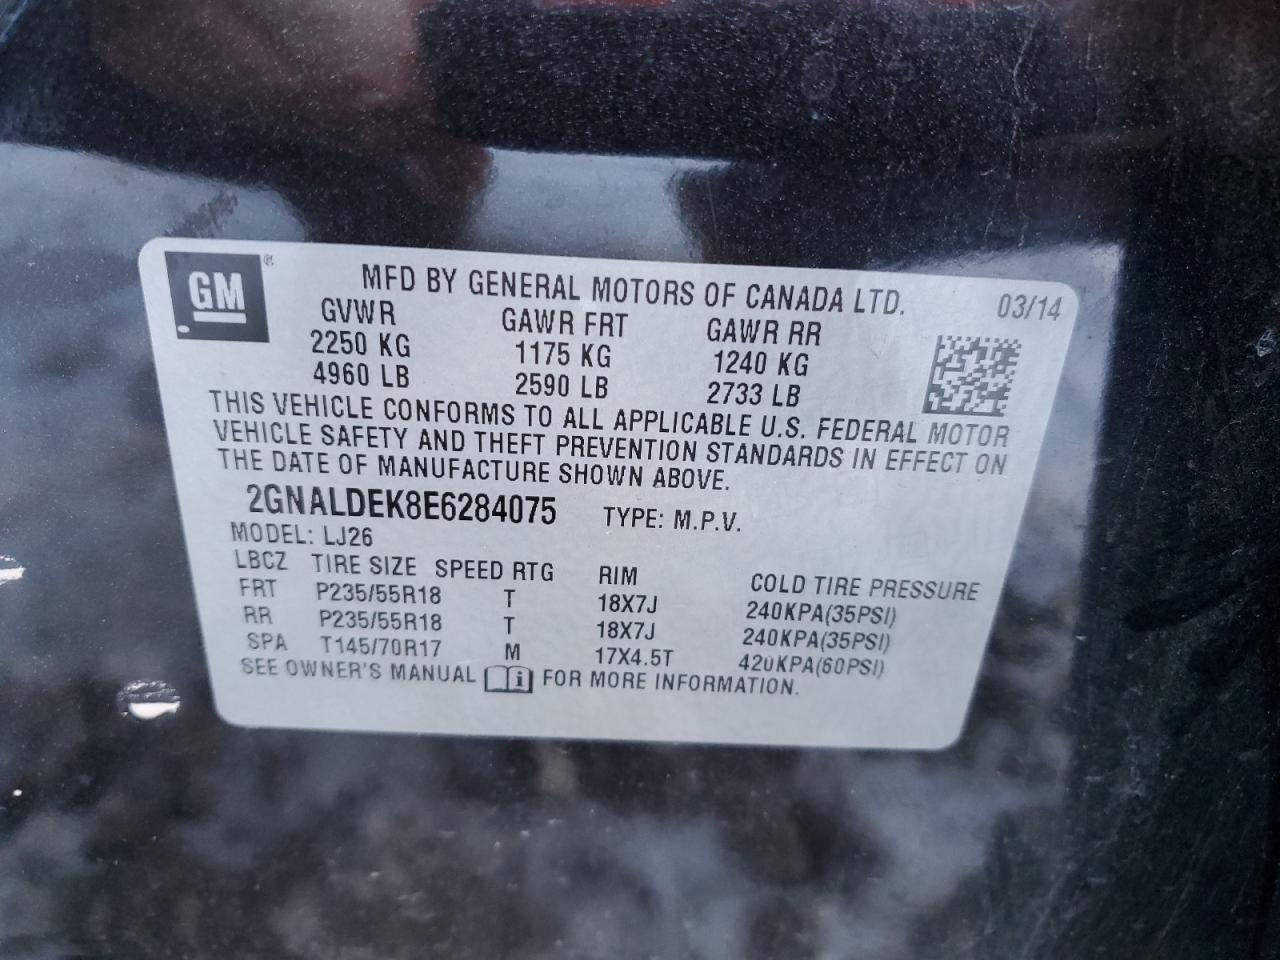 GM®
MFD BY GENERAL MOTORS OF CANADA LTD. 03/14
GVWR GAWR FRT GAWR RR
2250 KG 1175 KG 1240 KG
4960 LB 2590 LB 2733 LB
THIS VEHICLE CONFORMS TO ALL APPLICABLE U.S. FEDERAL MOTOR
VEHICLE SAFETY AND THEFT PREVENTION STANDARDS IN EFFECT ON
THE DATE OF MANUFACTURE SHOWN ABOVE.
2GNALDEK8E6284075 TYPE: M.P.V.
MODEL: LJ26
LBCZ TIRE SIZE SPEED RTG RIM COLD TIRE PRESSURE
FRT P235/55R18 T 18X7J 240KPA(35PSI)
RR P235/55R18 T 18X7J 240KPA(35PSI)
SPA T145/70R17 M 17X4.5T 420KPA(60PSI)
SEE OWNER'S MANUAL i FOR MORE INFORMATION.